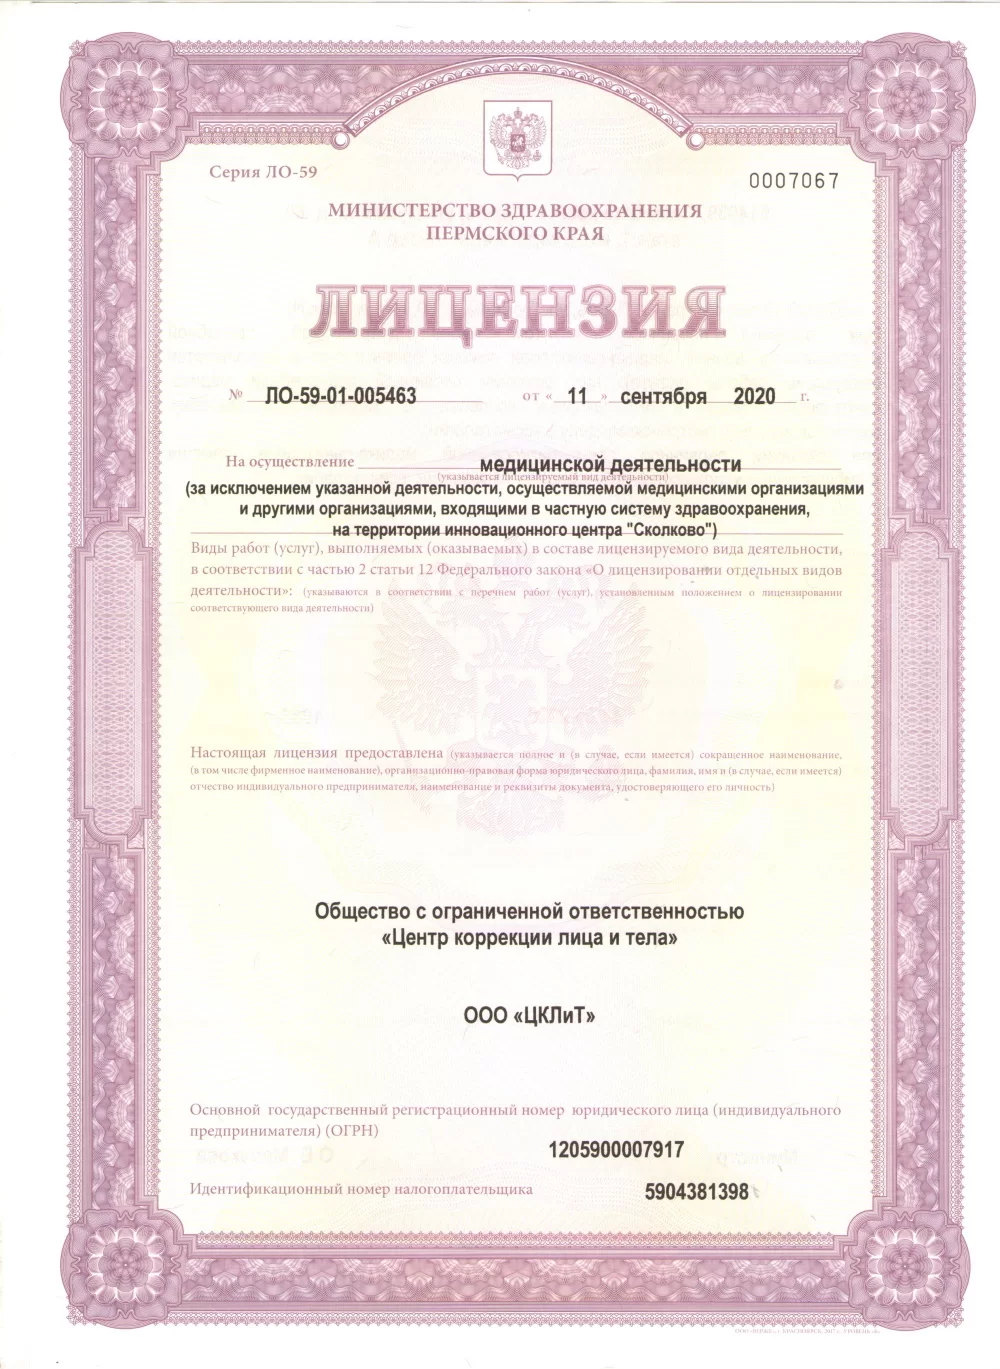 Серия ЛО-59
0007067
МИНИСТЕРСТВО ЗДРАВООХРАНЕНИЯ
ПЕРМСКОГО КРАЯ
ЛИЦЕНЗИЯ
№ ЛО-59-01-005463 от « 11 » сентября 2020 г.
На осуществление медицинской деятельности
(указывается лицензируемый вид деятельности)
(за исключением указанной деятельности, осуществляемой медицинскими организациями
и другими организациями, входящими в частную систему здравоохранения,
на территории инновационного центра "Сколково")
Виды работ (услуг), выполняемых (оказываемых) в составе лицензируемого вида деятельности,
в соответствии с частью 2 статьи 12 Федерального закона «О лицензировании отдельных видов
деятельности»: (указываются в соответствии с перечнем работ (услуг), установленным положением о лицензировании
соответствующего вида деятельности)
Настоящая лицензия предоставлена (указывается полное и (в случае, если имеется) сокращенное наименование,
(в том числе фирменное наименование), организационно-правовая форма юридического лица, фамилия, имя и (в случае, если имеется)
отчество индивидуального предпринимателя, наименование и реквизиты документа, удостоверяющего его личность)
Общество с ограниченной ответственностью
«Центр коррекции лица и тела»
ООО «ЦКЛиТ»
Основной государственный регистрационный номер юридического лица (индивидуального
предпринимателя) (ОГРН)
1205900007917
Идентификационный номер налогоплательщика 5904381398